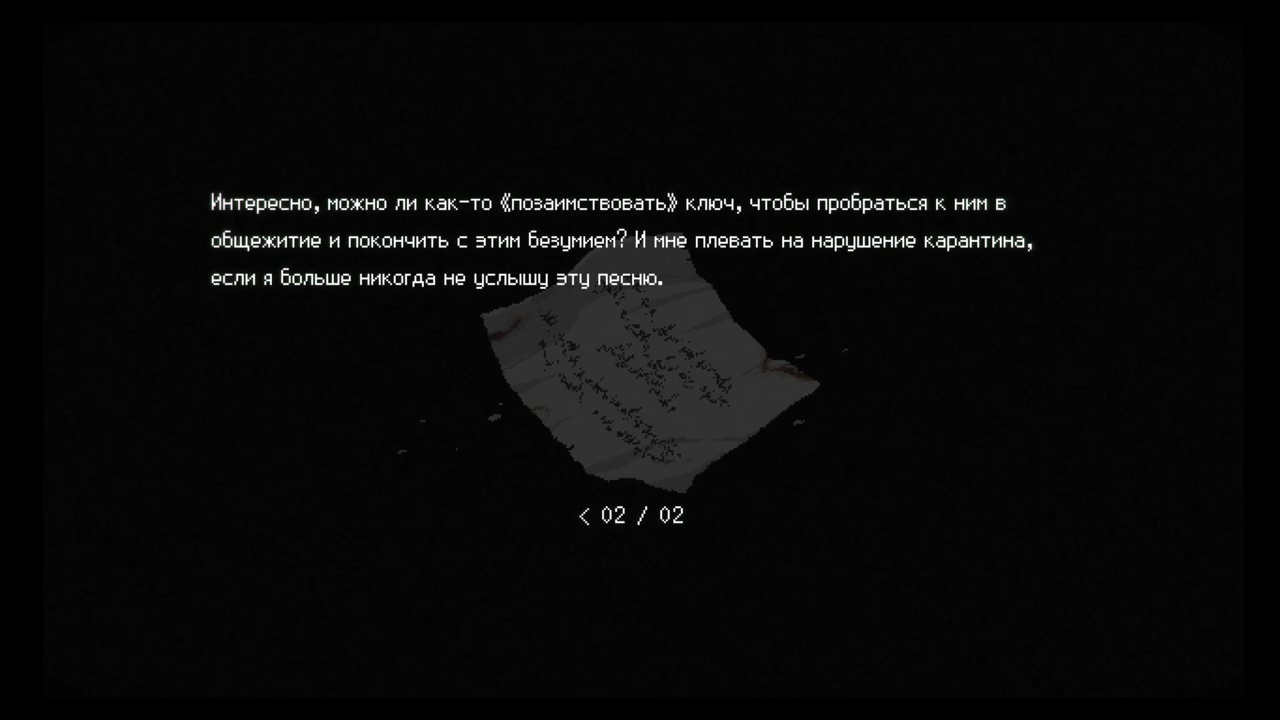 Интересно, можно ли как-то 《позаимствовать》 ключ, чтобы пробраться к ним в
общежитие и покончить с этим безумием? И мне плевать на нарушение карантина,
если я больше никогда не услышу эту песню.
< 02 / 02